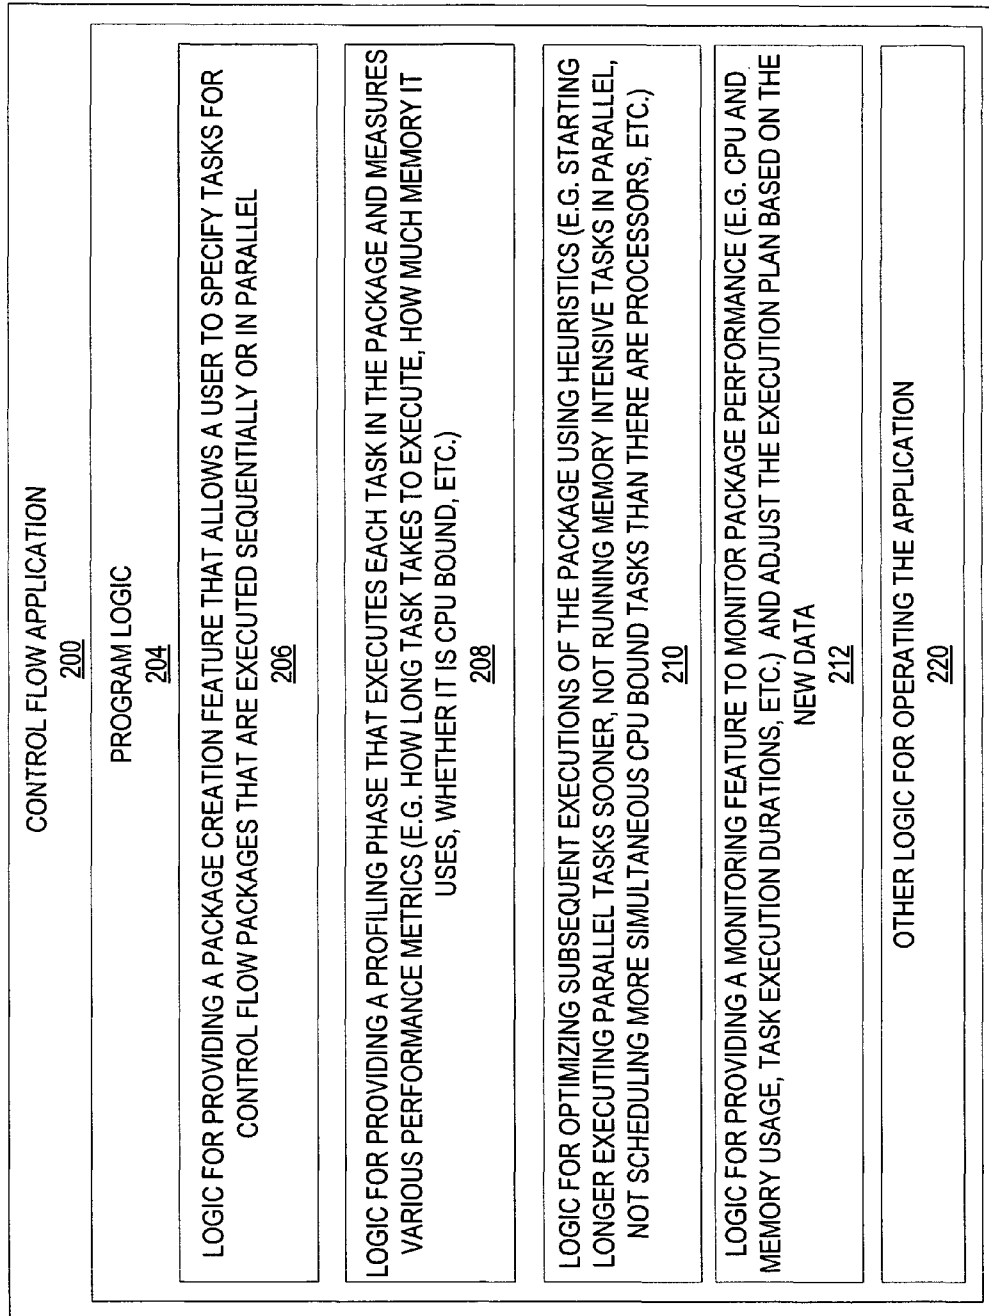 CONTROL FLOW APPLICATION
200
PROGRAM LOGIC
204
LOGIC FOR PROVIDING A PACKAGE CREATION FEATURE THAT ALLOWS A USER TO SPECIFY TASKS FOR
CONTROL FLOW PACKAGES THAT ARE EXECUTED SEQUENTIALLY OR IN PARALLEL
206
LOGIC FOR PROVIDING A PROFILING PHASE THAT EXECUTES EACH TASK IN THE PACKAGE AND MEASURES
VARIOUS PERFORMANCE METRICS (E.G. HOW LONG TASK TAKES TO EXECUTE, HOW MUCH MEMORY IT
USES, WHETHER IT IS CPU BOUND, ETC.)
208
LOGIC FOR OPTIMIZING SUBSEQUENT EXECUTIONS OF THE PACKAGE USING HEURISTICS (E.G. STARTING
LONGER EXECUTING PARALLEL TASKS SOONER, NOT RUNNING MEMORY INTENSIVE TASKS IN PARALLEL,
NOT SCHEDULING MORE SIMULTANEOUS CPU BOUND TASKS THAN THERE ARE PROCESSORS, ETC.)
210
LOGIC FOR PROVIDING A MONITORING FEATURE TO MONITOR PACKAGE PERFORMANCE (E.G. CPU AND
MEMORY USAGE, TASK EXECUTION DURATIONS, ETC.) AND ADJUST THE EXECUTION PLAN BASED ON THE
NEW DATA
212
OTHER LOGIC FOR OPERATING THE APPLICATION
220